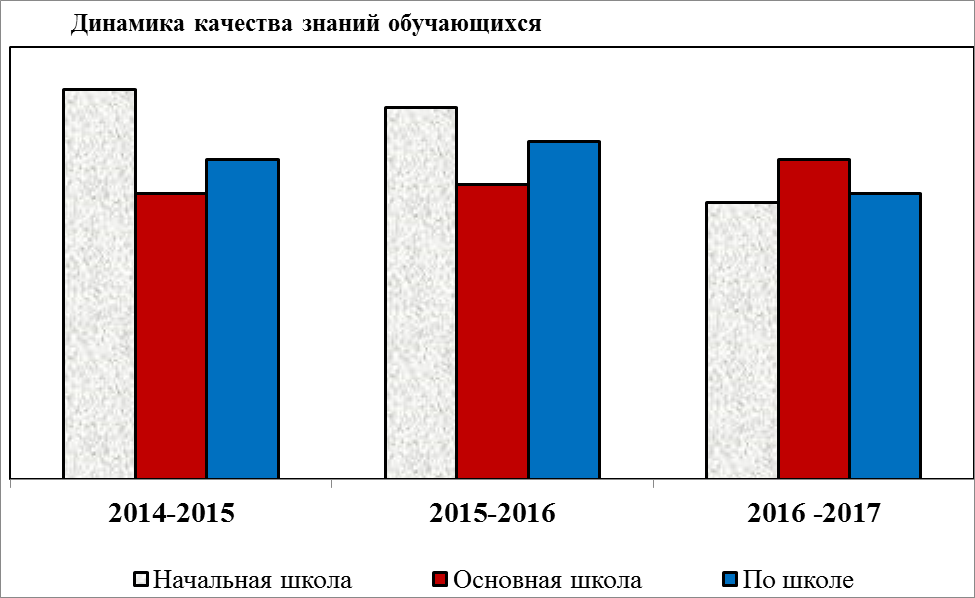 Динамика качества знаний обучающихся
2014-2015 2015-2016 2016 -2017
Начальная школа Основная школа По школе